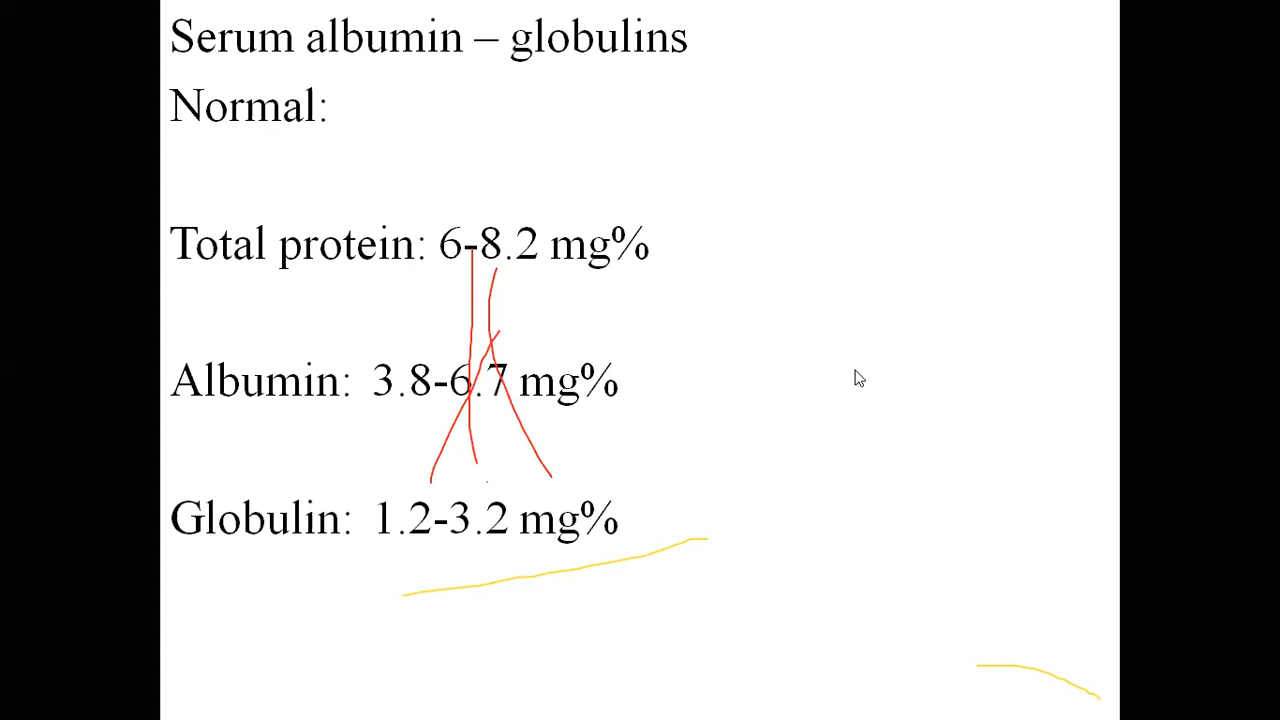 Serum albumin – globulins
Normal:
Total protein: 6-8.2 mg%
Albumin: 3.8-6.7 mg%
Globulin: 1.2-3.2 mg%